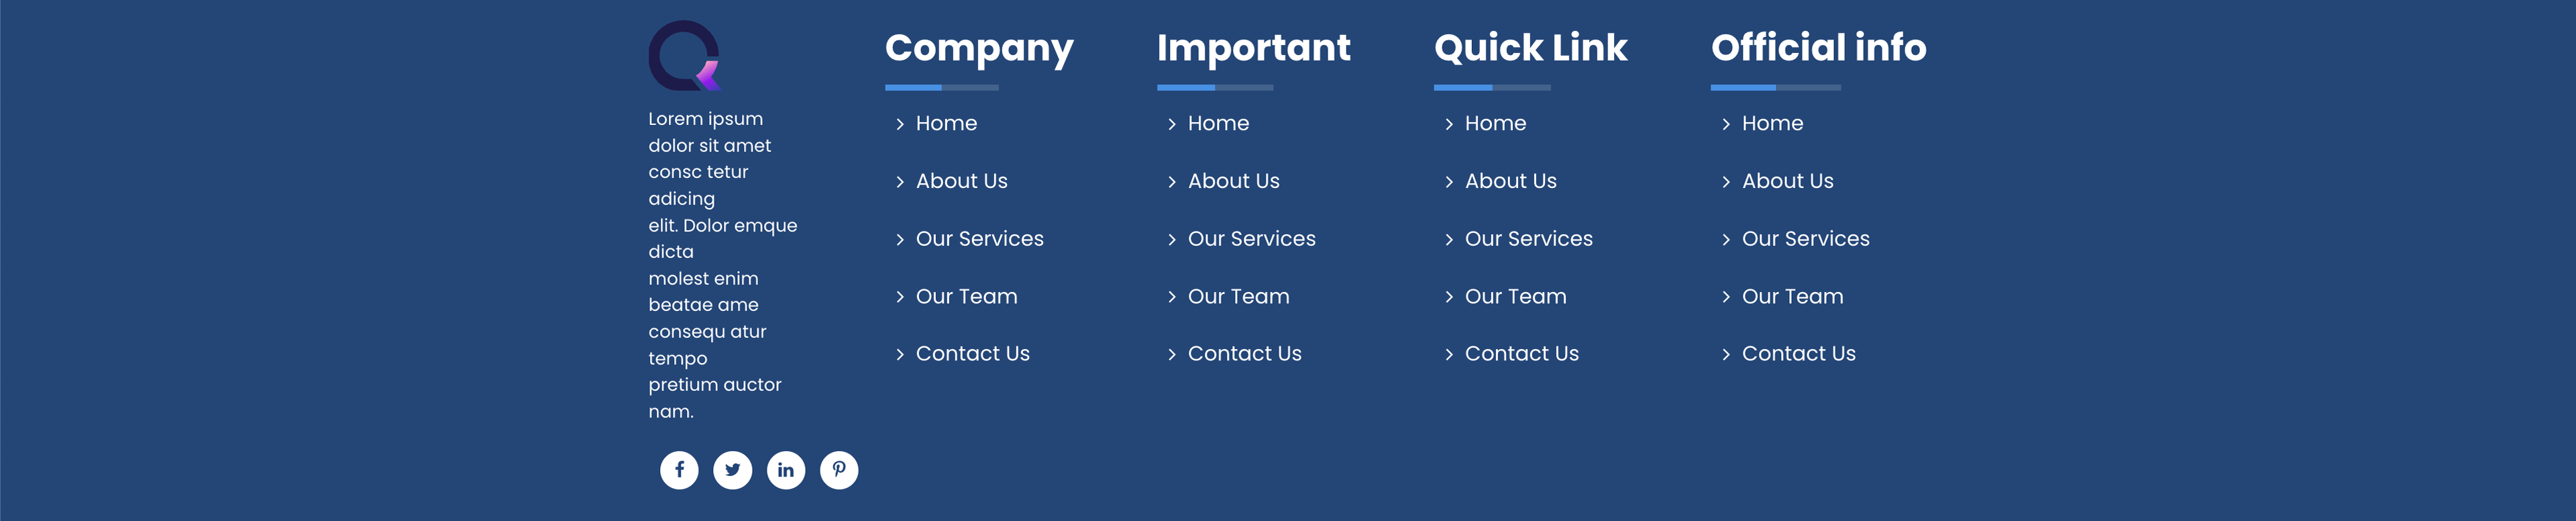 Lorem ipsum
dolor sit amet
consc tetur
adicing
elit. Dolor emque
dicta
molest enim
beatae ame
consequ atur
tempo
pretium auctor
nam.
Company
Home
About Us
Our Services
Our Team
Contact Us
Important
Home
About Us
Our Services
Our Team
Contact Us
Quick Link
Home
About Us
Our Services
Our Team
Contact Us
Official info
Home
About Us
Our Services
Our Team
Contact Us